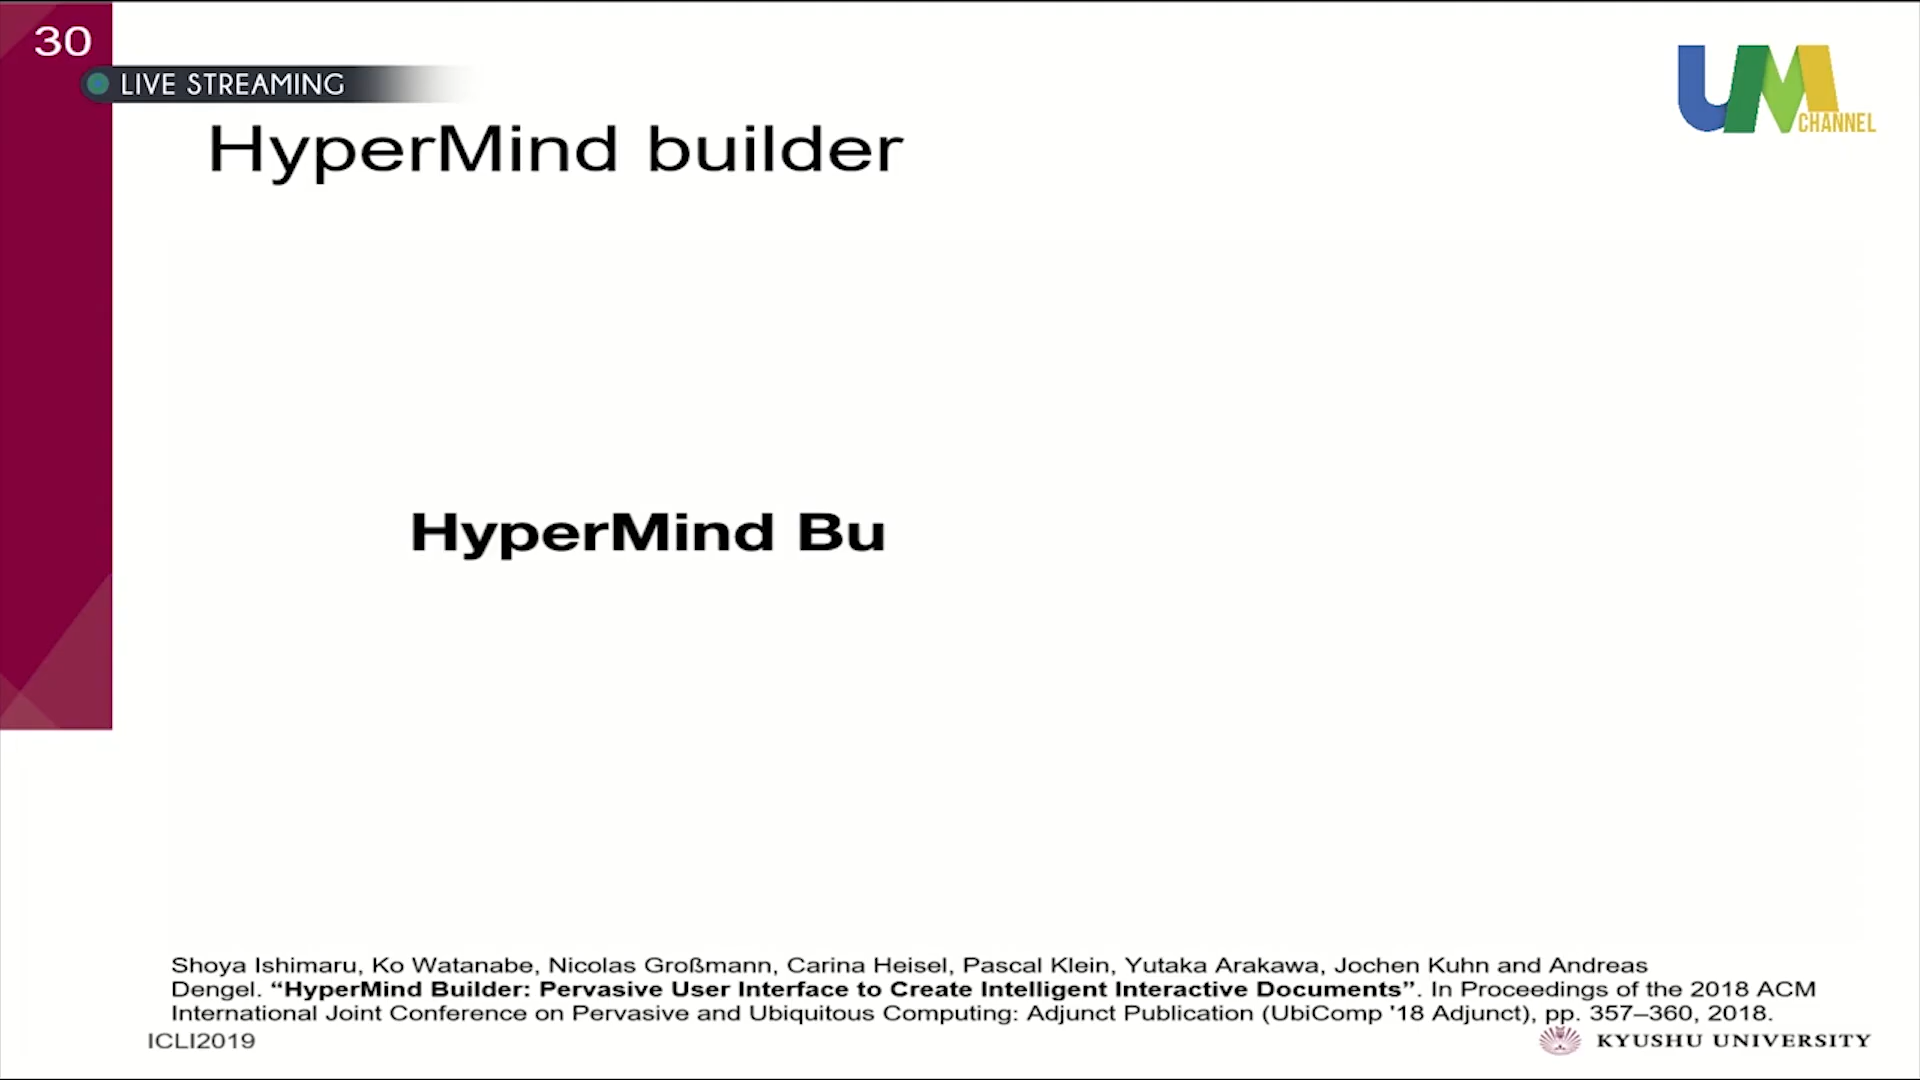 30
LIVE STREAMING
UM
CHANNEL
HyperMind builder
HyperMind Bu
Shoya Ishimaru, Ko Watanabe, Nicolas Großmann, Carina Heisel, Pascal Klein, Yutaka Arakawa, Jochen Kuhn and Andreas
Dengel. “HyperMind Builder: Pervasive User Interface to Create Intelligent Interactive Documents”. In Proceedings of the 2018 ACM
International Joint Conference on Pervasive and Ubiquitous Computing: Adjunct Publication (UbiComp '18 Adjunct), pp. 357–360, 2018.
ICLI2019
KYUSHU UNIVERSITY